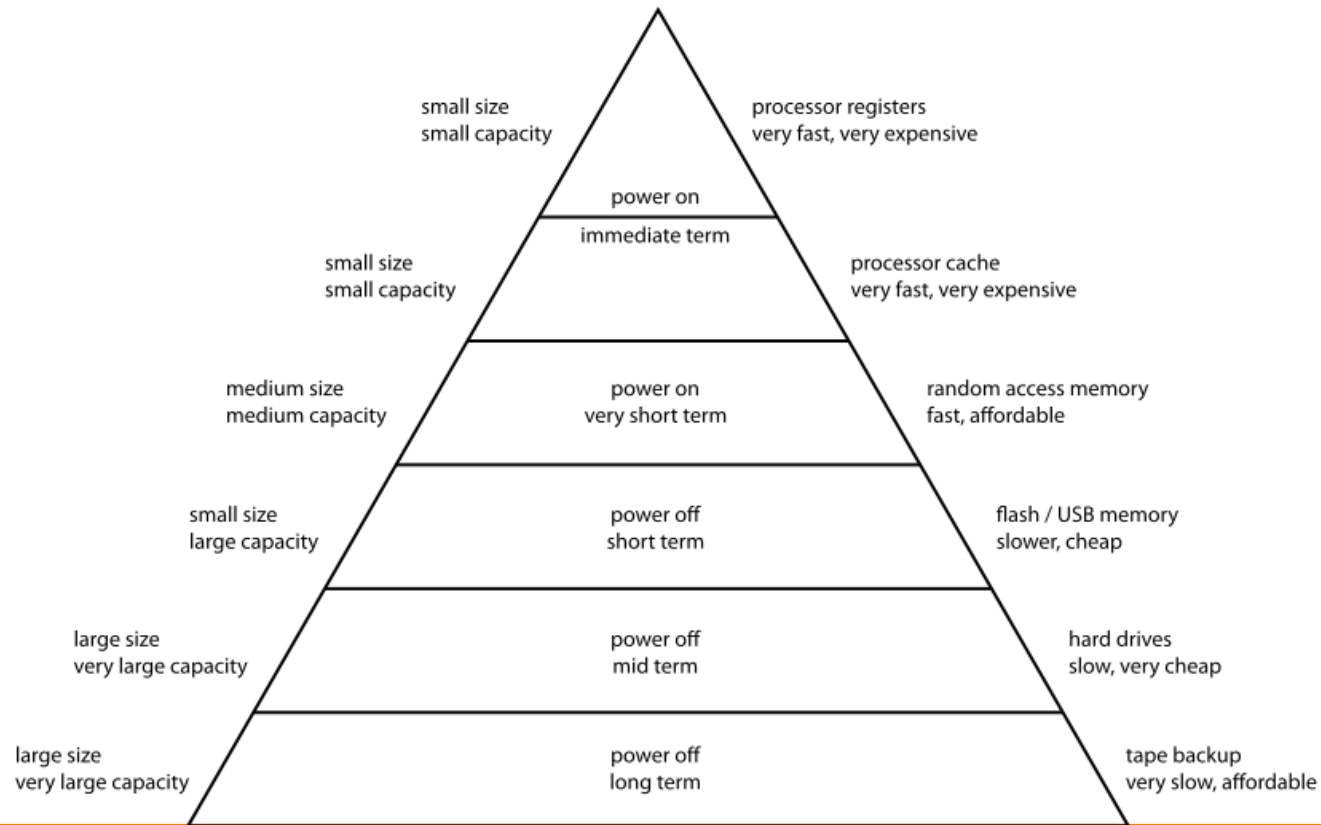 small size
small capacity
processor registers
very fast, very expensive
power on
immediate term
small size
small capacity
processor cache
very fast, very expensive
medium size
medium capacity
power on
very short term
random access memory
fast, affordable
small size
large capacity
power off
short term
flash / USB memory
slower, cheap
large size
very large capacity
power off
mid term
hard drives
slow, very cheap
large size
very large capacity
power off
long term
tape backup
very slow, affordable